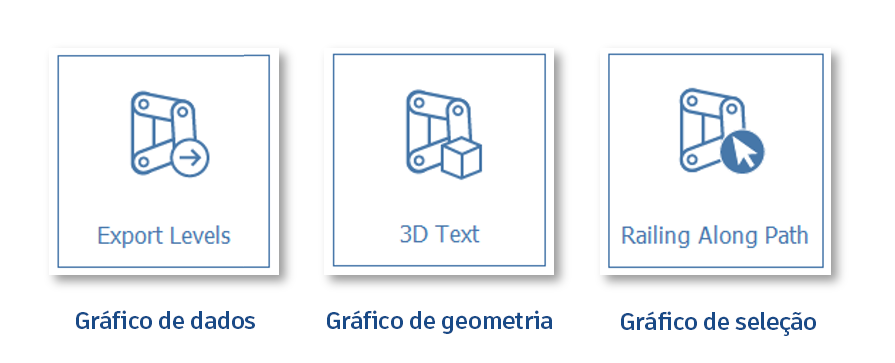 Export Levels
3D Text
Railing Along Path
Gráfico de dados
Gráfico de geometria
Gráfico de seleção